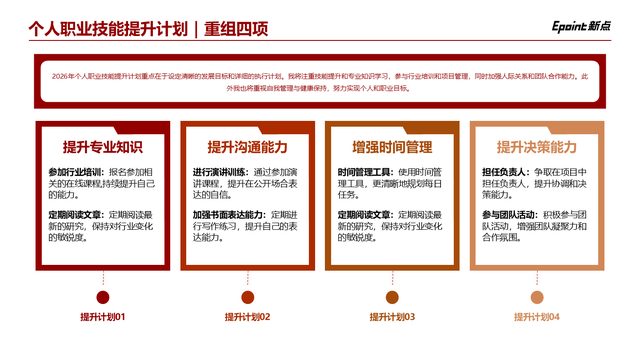 个人职业技能提升计划｜重组四项
Epoint新点
2026年个人职业技能提升计划重点在于设定清晰的发展目标和详细的执行计划。我将注重技能提升和专业知识学习，参与行业培训和项目管理，同时加强人际关系和团队合作能力。此
外我也将重视自我管理与健康保持，努力实现个人和职业目标。
提升专业知识
参加行业培训：报名参加相
关的在线课程,持续提升自己
的能力。
定期阅读文章：定期阅读最
新的研究，保持对行业变化
的敏锐度。
提升沟通能力
进行演讲训练：通过参加演
讲课程，提升在公开场合表
达的自信。
加强书面表达能力：定期进
行写作练习，提升自己的表
达能力。
增强时间管理
时间管理工具：使用时间管
理工具，更清晰地规划每日
任务。
定期阅读文章：定期阅读最
新的研究，保持对行业变化
的敏锐度。
提升决策能力
担任负责人：争取在项目中
担任负责人，提升协调和决
策能力。
参与团队活动：积极参与团
队活动，增强团队凝聚力和
合作氛围。
提升计划01
提升计划02
提升计划03
提升计划04